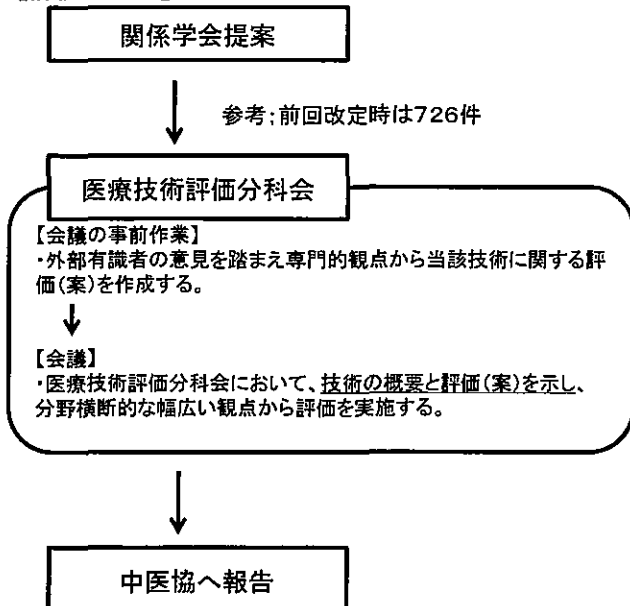 関係学会提案
参考;前回改定時は726件
医療技術評価分科会
【会議の事前作業】
・外部有識者の意見を踏まえ専門的観点から当該技術に関する評
価(案)を作成する。
【会議】
・医療技術評価分科会において、技術の概要と評価(案)を示し、
分野横断的な幅広い観点から評価を実施する。
中医協へ報告